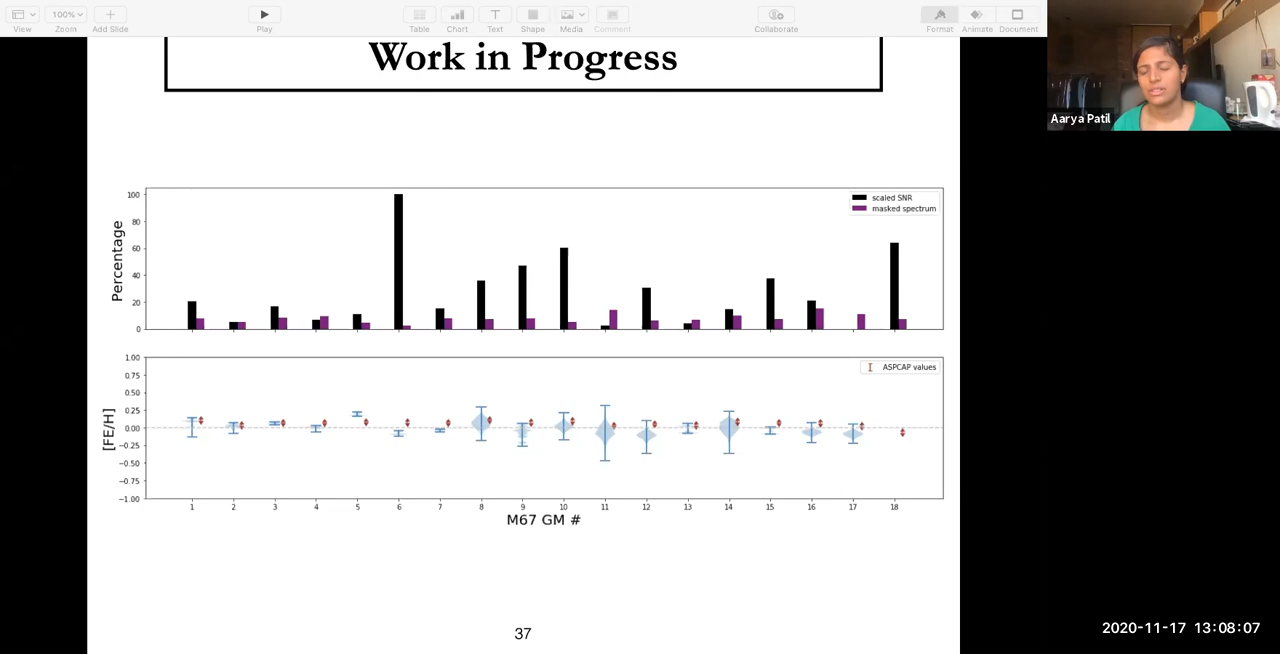 View
100%
Zoom
Add Slide
Play
Table
Chart
Text
Shape
Media
Comment
Collaborate
Format
Animate
Document
Work in Progress
Aarya Patil
Percentage
100
80
60
40
20
0
scaled SNR
masked spectrum
[FE/H]
1.00
0.75
0.50
0.25
0.00
−0.25
−0.50
−0.75
−1.00
ASPCAP values
1 2 3 4 5 6 7 8 9 10 11 12 13 14 15 16 17 18
M67 GM #
37
2020-11-17 13:08:07